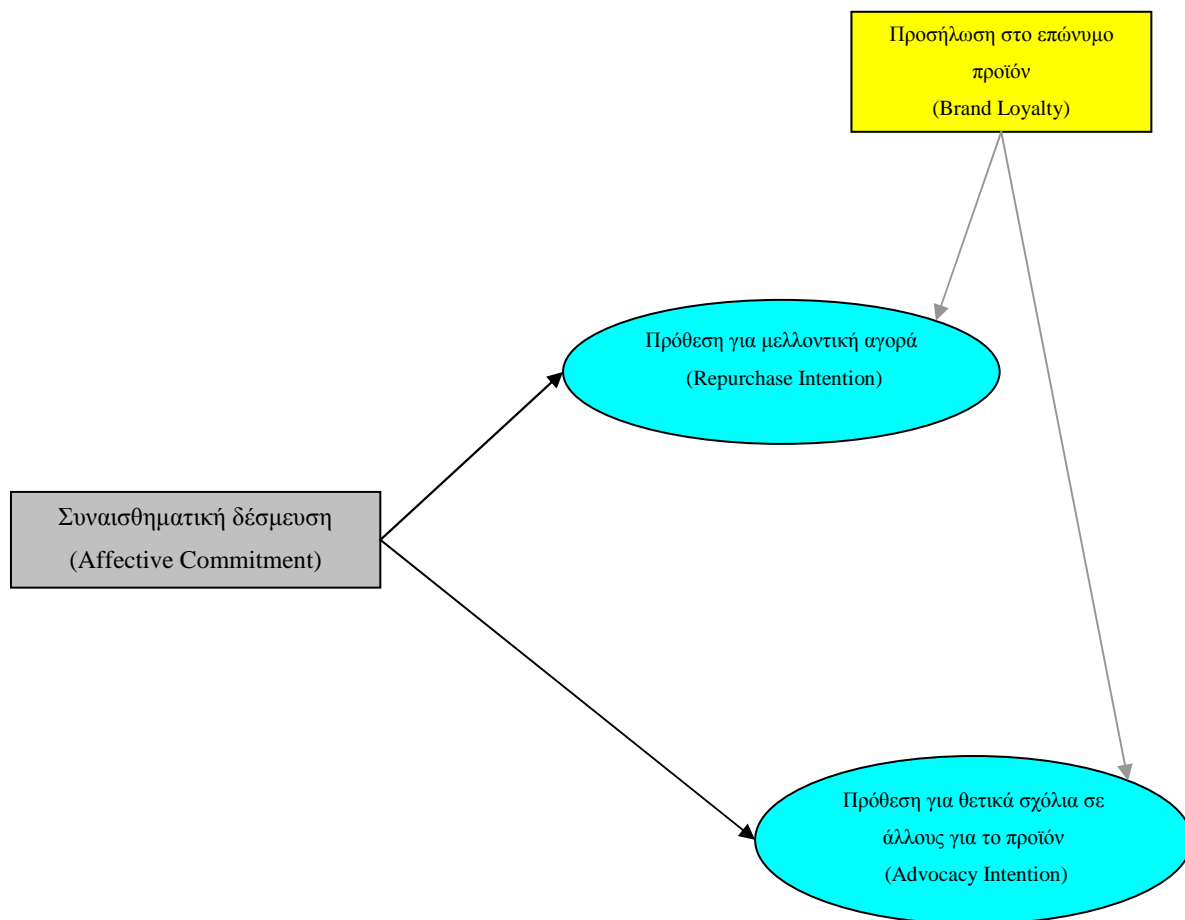 Προσήλωση στο επώνυμο
προϊόν
(Brand Loyalty)
Πρόθεση για μελλοντική αγορά
(Repurchase Intention)
Συναισθηματική δέσμευση
(Affective Commitment)
Πρόθεση για θετικά σχόλια σε
άλλους για το προϊόν
(Advocacy Intention)